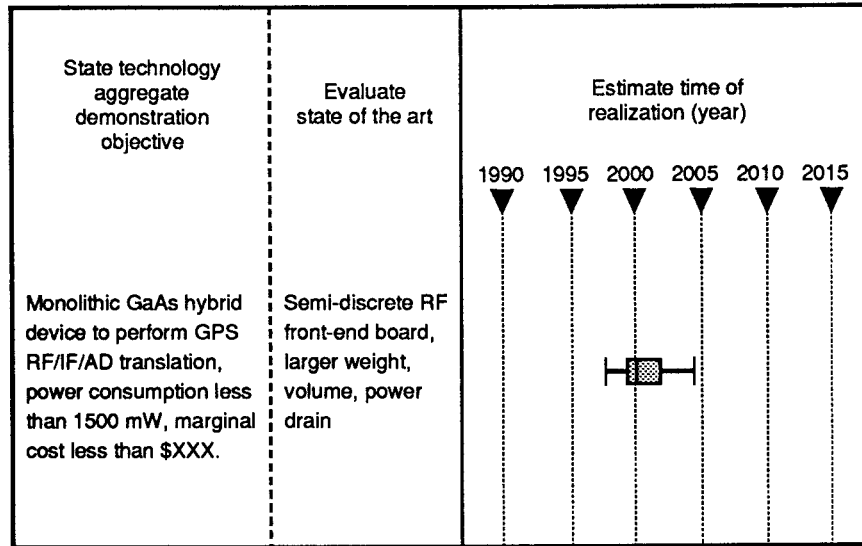 State technology
aggregate
demonstration
objective
Evaluate
state of the art
Estimate time of
realization (year)
1990 1995 2000 2005 2010 2015
Monolithic GaAs hybrid
device to perform GPS
RF/IF/AD translation,
power consumption less
than 1500 mW, marginal
cost less than $XXX.
Semi-discrete RF
front-end board,
larger weight,
volume, power
drain